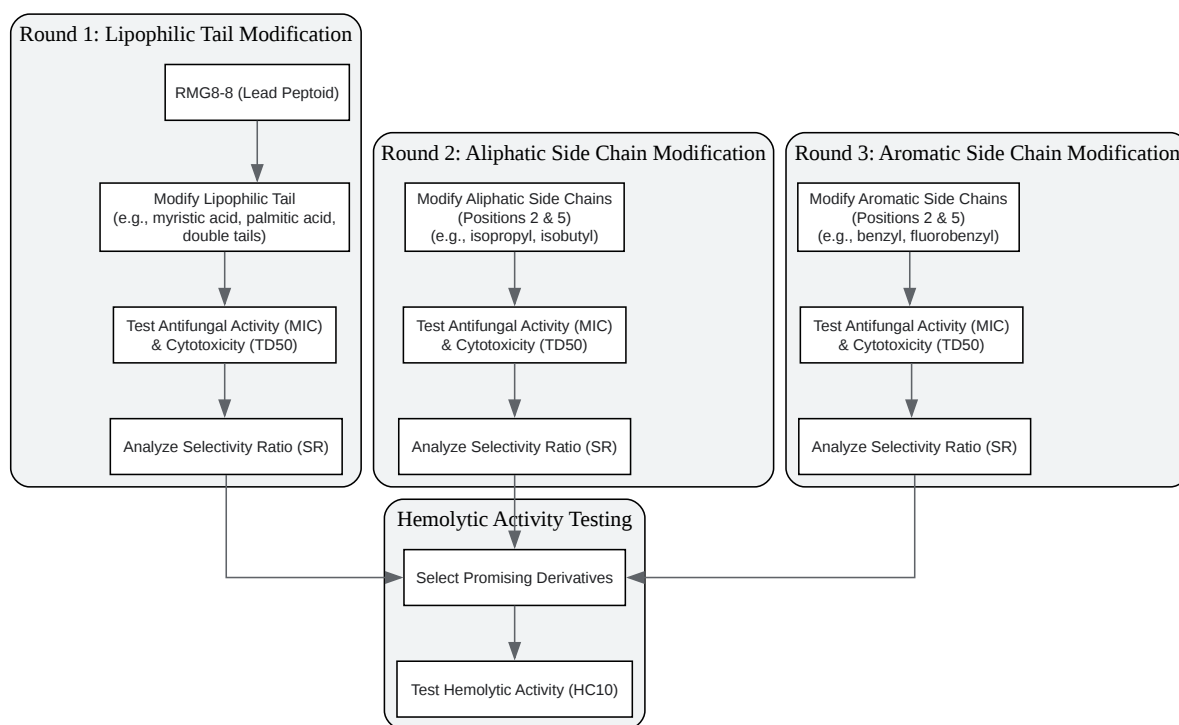 Round 1: Lipophilic Tail Modification
RMG8-8 (Lead Peptoid)
Modify Lipophilic Tail
(e.g., myristic acid, palmitic acid,
double tails)
Test Antifungal Activity (MIC)
& Cytotoxicity (TD50)
Analyze Selectivity Ratio (SR)
Round 2: Aliphatic Side Chain Modification
Modify Aliphatic Side Chains
(Positions 2 & 5)
(e.g., isopropyl, isobutyl)
Test Antifungal Activity (MIC)
& Cytotoxicity (TD50)
Analyze Selectivity Ratio (SR)
Round 3: Aromatic Side Chain Modification
Modify Aromatic Side Chains
(Positions 2 & 5)
(e.g., benzyl, fluorobenzyl)
Test Antifungal Activity (MIC)
& Cytotoxicity (TD50)
Analyze Selectivity Ratio (SR)
Hemolytic Activity Testing
Select Promising Derivatives
Test Hemolytic Activity (HC10)